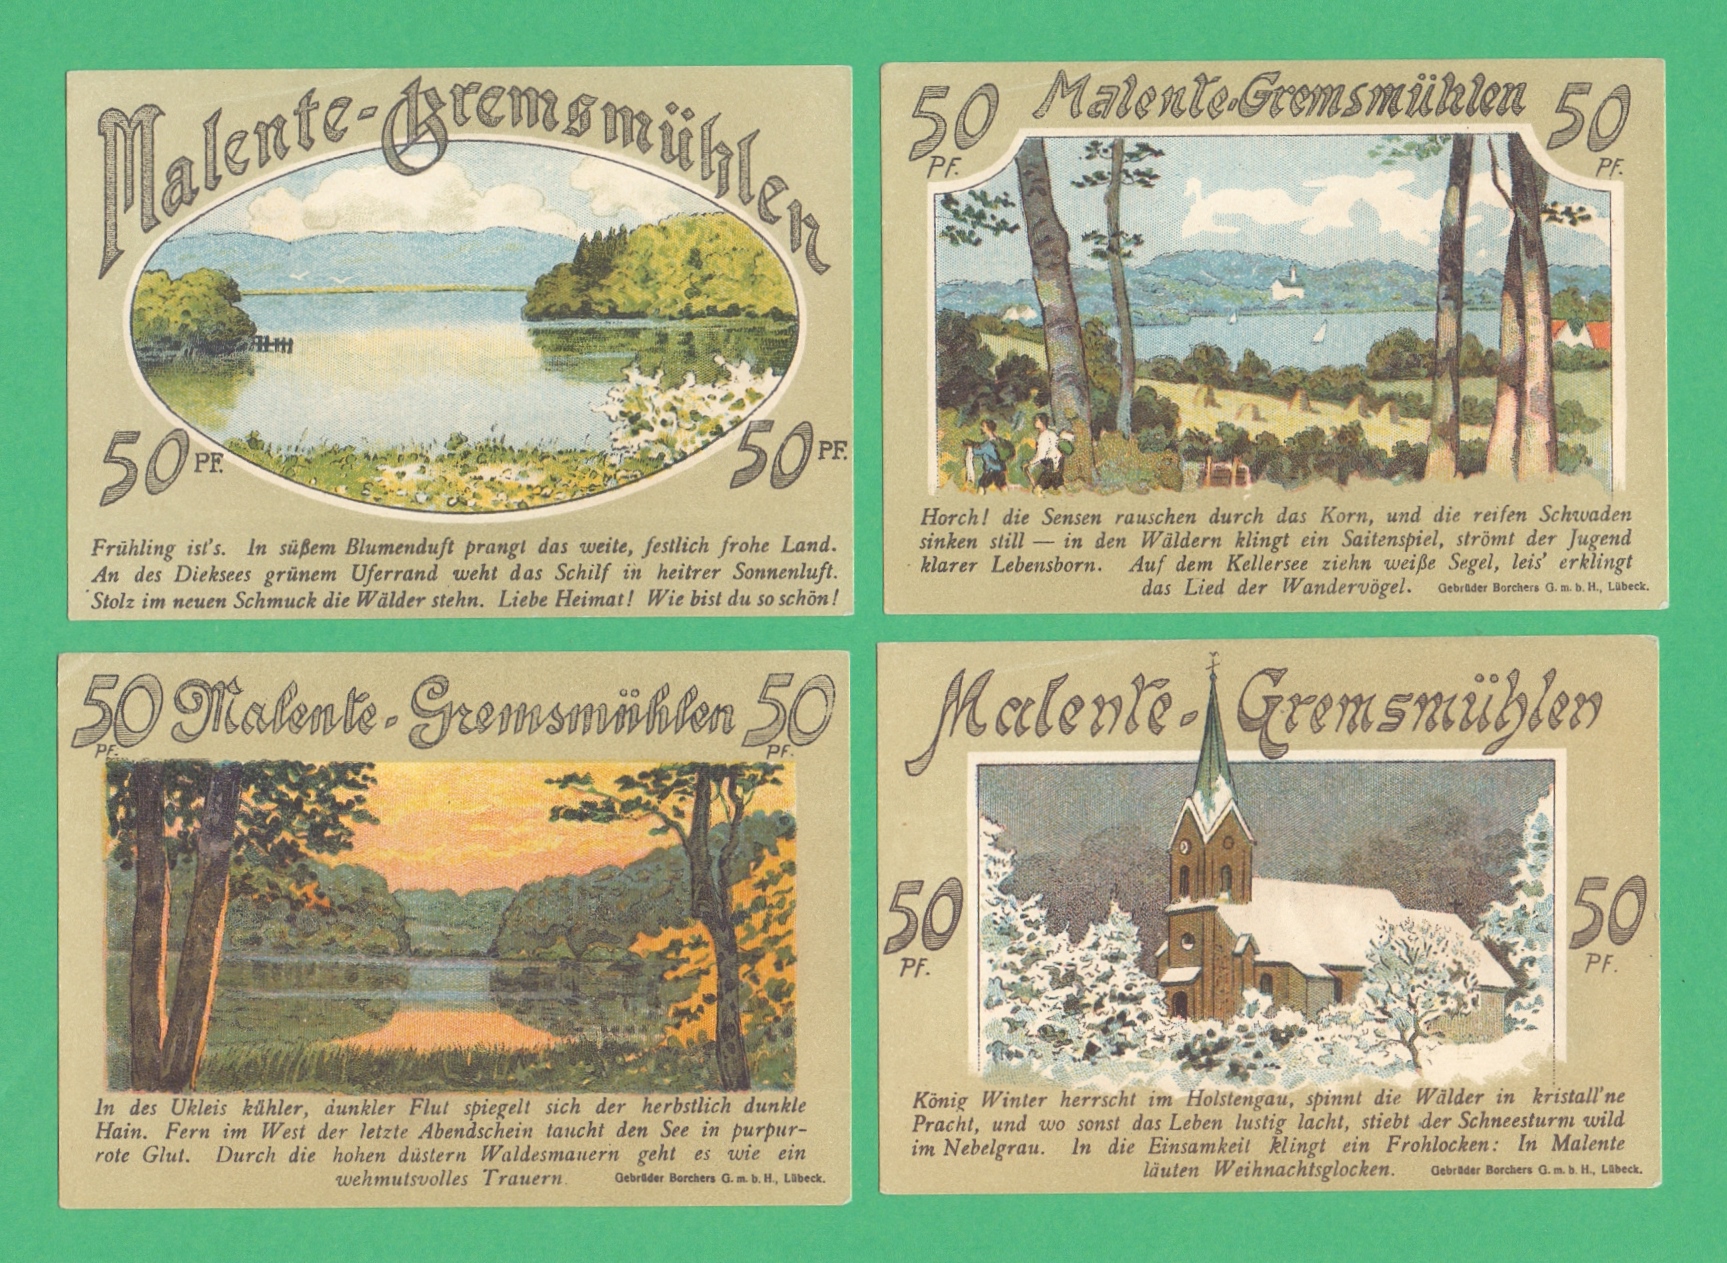 Malente-Gremsmühlen
50 PF.
50 PF.
Frühling ist's. In süßem Blumenduft prangt das weite, festlich frohe Land.
An des Dieksees grünem Uferrand weht das Schilf in heitrer Sonnenluft.
Stolz im neuen Schmuck die Wälder stehn. Liebe Heimat! Wie bist du so schön!
50 PF.
Malente-Gremsmühlen
50 PF.
Horch! die Sensen rauschen durch das Korn, und die reifen Schwaden
sinken still — in den Wäldern klingt ein Saitenspiel, strömt der Jugend
klarer Lebensborn. Auf dem Kellersee ziehn weiße Segel, leis' erklingt
das Lied der Wandervögel. Gebrüder Borchers G. m. b. H., Lübeck.
50 PF.
Malente-Gremsmühlen
50 PF.
In des Ukleis kühler, dunkler Flut spiegelt sich der herbstlich dunkle
Hain. Fern im West der letzte Abendschein taucht den See in purpur-
rote Glut. Durch die hohen düstern Waldesmauern geht es wie ein
wehmutsvolles Trauern. Gebrüder Borchers G. m. b. H., Lübeck.
Malente-Gremsmühlen
50 PF.
50 PF.
König Winter herrscht im Holstengau, spinnt die Wälder in kristall'ne
Pracht, und wo sonst das Leben lustig lacht, stiebt der Schneesturm wild
im Nebelgrau. In die Einsamkeit klingt ein Frohlocken: In Malente
läuten Weihnachtsglocken. Gebrüder Borchers G. m. b. H., Lübeck.